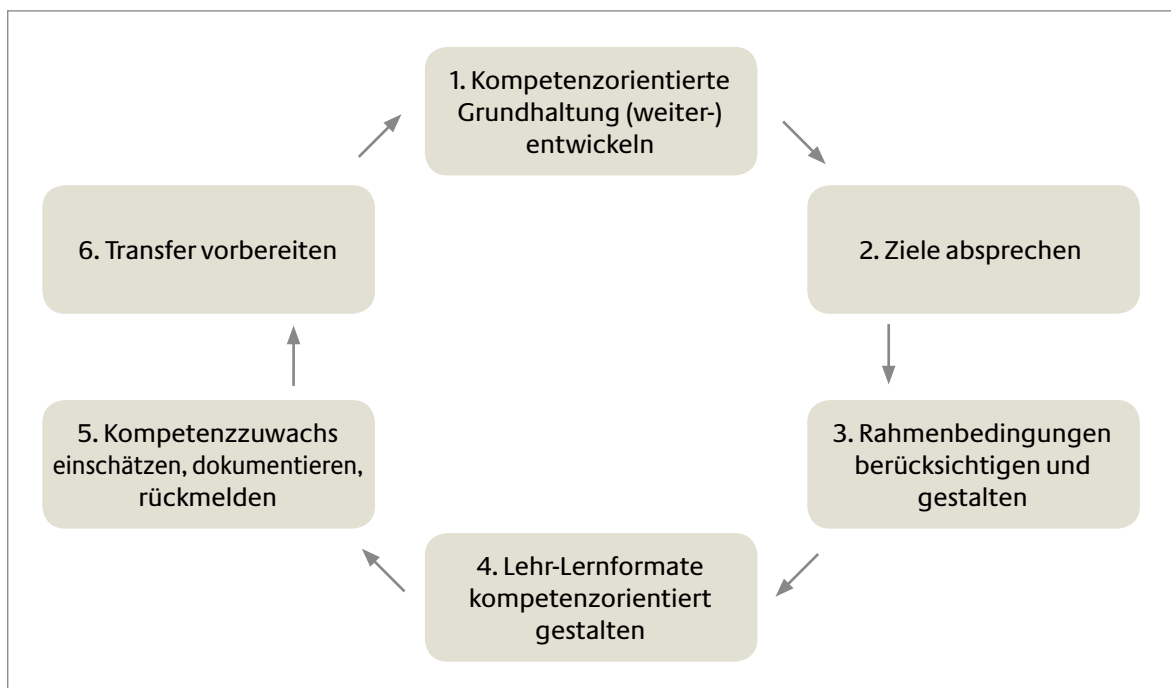 1. Kompetenzorientierte
Grundhaltung (weiter-)
entwickeln
2. Ziele absprechen
3. Rahmenbedingungen
berücksichtigen und
gestalten
4. Lehr-Lernformate
kompetenzorientiert
gestalten
5. Kompetenzzuwachs
einschätzen, dokumentieren,
rückmelden
6. Transfer vorbereiten